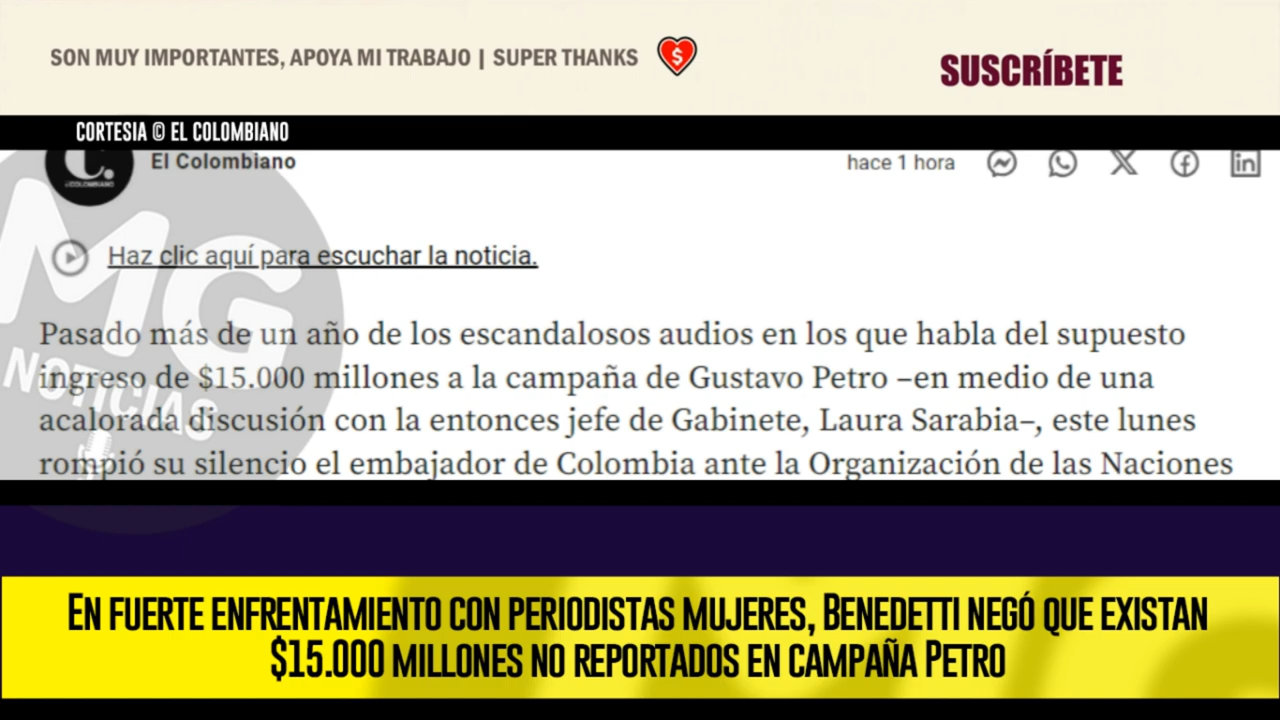 SON MUY IMPORTANTES, APOYA MI TRABAJO | SUPER THANKS
SUSCRÍBETE
CORTESIA © EL COLOMBIANO
El Colombiano
hace 1 hora
Haz clic aquí para escuchar la noticia.
Pasado más de un año de los escandalosos audios en los que habla del supuesto
ingreso de $15.000 millones a la campaña de Gustavo Petro –en medio de una
acalorada discusión con la entonces jefe de Gabinete, Laura Sarabia–, este lunes
rompió su silencio el embajador de Colombia ante la Organización de las Naciones
MG
NOTICIAS
EN FUERTE ENFRENTAMIENTO CON PERIODISTAS MUJERES, BENEDETTI NEGÓ QUE EXISTAN
$15.000 MILLONES NO REPORTADOS EN CAMPAÑA PETRO